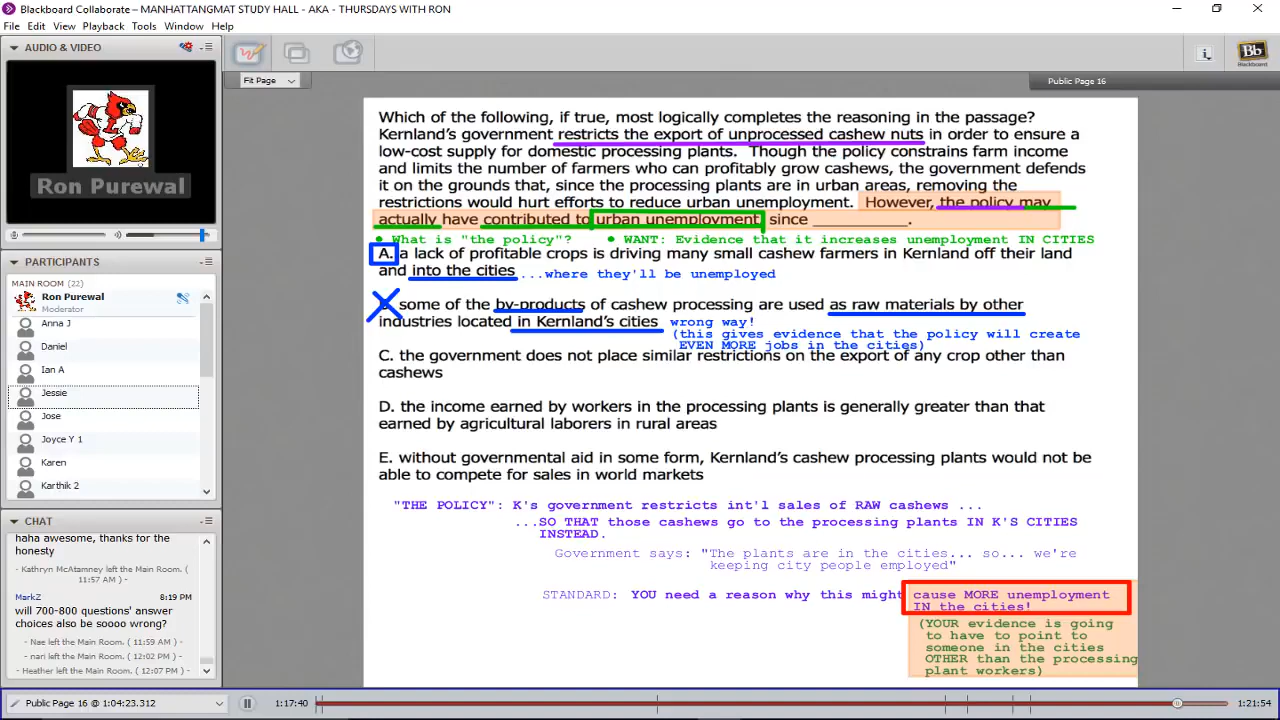 Blackboard Collaborate - MANHATTANGMAT STUDY HALL - AKA - THURSDAYS WITH RON
File Edit View Playback Tools Window Help
AUDIO & VIDEO
Ron Purewal
PARTICIPANTS
MAIN ROOM (22)
Ron Purewal
Moderator
Anna J
Daniel
Ian A
Jessie
Jose
Joyce Y 1
Karen
Karthik 2
CHAT
haha awesome, thanks for the
honesty
- Kathryn McAtamney left the Main Room. (
11:57 AM ) -
MarkZ 8:19 PM
will 700-800 questions' answer
choices also be soooo wrong?
- Nae left the Main Room. ( 11:59 AM ) -
- nari left the Main Room. ( 12:02 PM ) -
- Heather left the Main Room. ( 12:07 PM ) -
Fit Page
Bb
Blackboard
Public Page 16
Which of the following, if true, most logically completes the reasoning in the passage?
Kernland's government restricts the export of unprocessed cashew nuts in order to ensure a
low-cost supply for domestic processing plants. Though the policy constrains farm income
and limits the number of farmers who can profitably grow cashews, the government defends
it on the grounds that, since the processing plants are in urban areas, removing the
restrictions would hurt efforts to reduce urban unemployment. However, the policy may
actually have contributed to urban unemployment since __________.
• What is "the policy"? • WANT: Evidence that it increases unemployment IN CITIES
A. a lack of profitable crops is driving many small cashew farmers in Kernland off their land
and into the cities ...where they'll be unemployed
some of the by-products of cashew processing are used as raw materials by other
industries located in Kernland's cities wrong way!
(this gives evidence that the policy will create
EVEN MORE jobs in the cities)
C. the government does not place similar restrictions on the export of any crop other than
cashews
D. the income earned by workers in the processing plants is generally greater than that
earned by agricultural laborers in rural areas
E. without governmental aid in some form, Kernland's cashew processing plants would not be
able to compete for sales in world markets
"THE POLICY": K's government restricts int'l sales of RAW cashews ...
...SO THAT those cashews go to the processing plants IN K'S CITIES
INSTEAD.
Government says: "The plants are in the cities... so... we're
keeping city people employed"
STANDARD: YOU need a reason why this might cause MORE unemployment
IN the cities!
(YOUR evidence is going
to have to point to
someone in the cities
OTHER than the processing
plant workers)
Public Page 16 @ 1:04:23.312
1:17:40
1:21:54